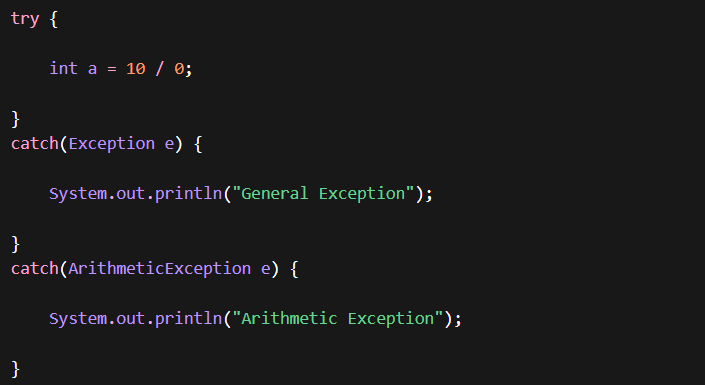 try {
int a = 10 / 0;
}
catch(Exception e) {
System.out.println("General Exception");
}
catch(ArithmeticException e) {
System.out.println("Arithmetic Exception");
}